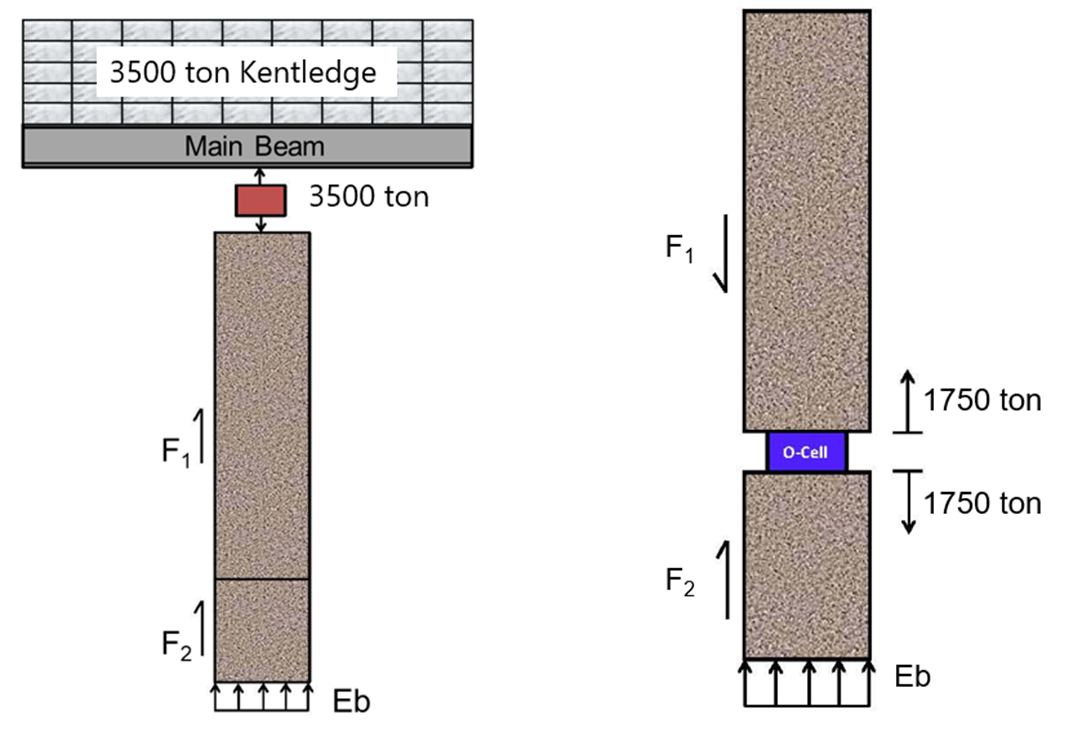 3500 ton Kentledge
Main Beam
3500 ton
F1
F2
Eb
F1
1750 ton
O-Cell
1750 ton
F2
Eb